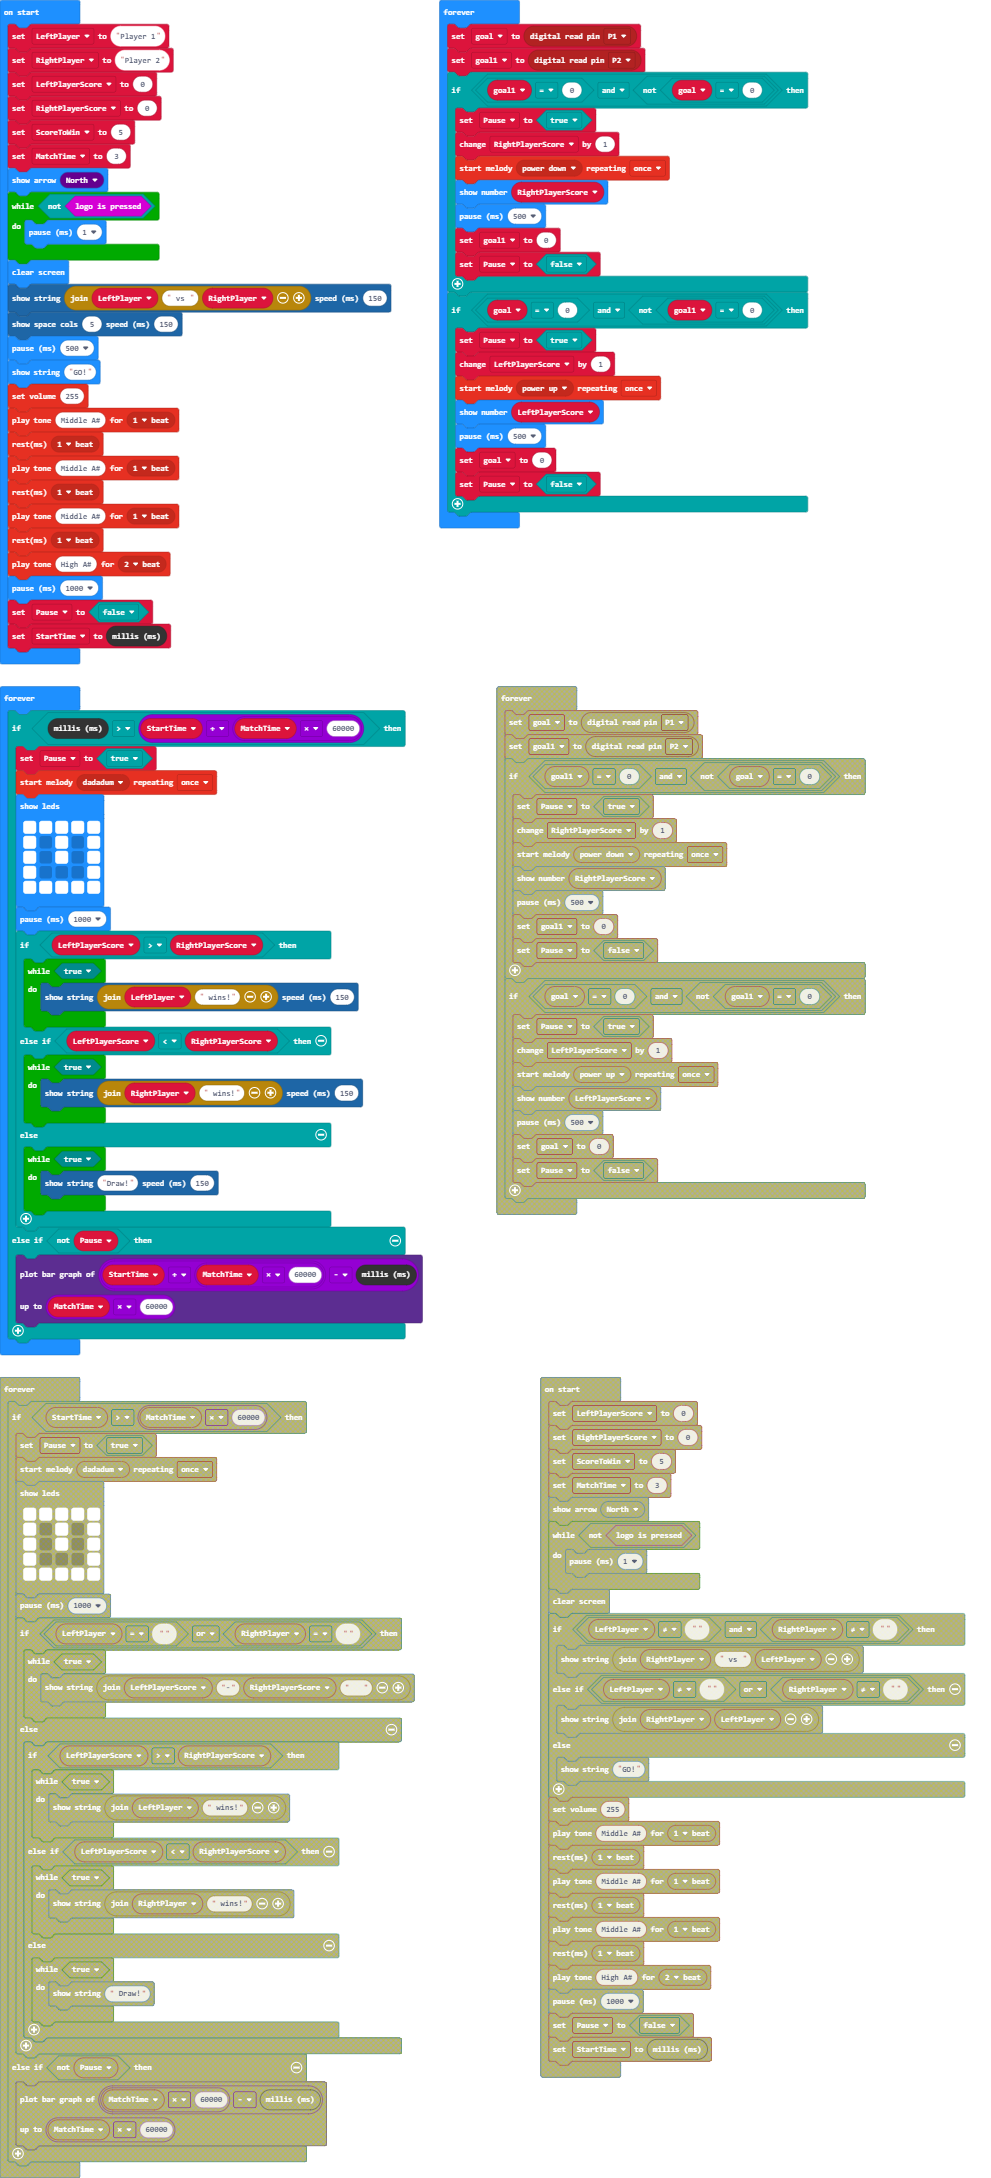 on start
set LeftPlayer to "Player 1"
set RightPlayer to "Player 2"
set LeftPlayerScore to 0
set RightPlayerScore to 0
set ScoreToWin to 5
set MatchTime to 3
show arrow North
while not logo is pressed
do
pause (ms) 1
clear screen
show string join LeftPlayer " vs " RightPlayer speed (ms) 150
show space cols 5 speed (ms) 150
pause (ms) 500
show string "GO!"
set volume 255
play tone Middle A# for 1 beat
rest(ms) 1 beat
play tone Middle A# for 1 beat
rest(ms) 1 beat
play tone Middle A# for 1 beat
rest(ms) 1 beat
play tone High A# for 2 beat
pause (ms) 1000
set Pause to false
set StartTime to millis (ms)
forever
set goal to digital read pin P1
set goal1 to digital read pin P2
if goal1 = 0 and not goal = 0 then
set Pause to true
change RightPlayerScore by 1
start melody power down repeating once
show number RightPlayerScore
pause (ms) 500
set goal1 to 0
set Pause to false
if goal = 0 and not goal1 = 0 then
set Pause to true
change LeftPlayerScore by 1
start melody power up repeating once
show number LeftPlayerScore
pause (ms) 500
set goal to 0
set Pause to false
forever
if millis (ms) > StartTime + MatchTime × 60000 then
set Pause to true
start melody dadadum repeating once
show leds
pause (ms) 1000
if LeftPlayerScore > RightPlayerScore then
while true
do
show string join LeftPlayer " wins!" speed (ms) 150
else if LeftPlayerScore < RightPlayerScore then
while true
do
show string join RightPlayer " wins!" speed (ms) 150
else
while true
do
show string "Draw!" speed (ms) 150
else if not Pause then
plot bar graph of StartTime + MatchTime × 60000 - millis (ms)
up to MatchTime × 60000
forever
set goal to digital read pin P1
set goal1 to digital read pin P2
if goal1 = 0 and not goal = 0 then
set Pause to true
change RightPlayerScore by 1
start melody power down repeating once
show number RightPlayerScore
pause (ms) 500
set goal1 to 0
set Pause to false
if goal = 0 and not goal1 = 0 then
set Pause to true
change LeftPlayerScore by 1
start melody power up repeating once
show number LeftPlayerScore
pause (ms) 500
set goal to 0
set Pause to false
forever
if StartTime > MatchTime × 60000 then
set Pause to true
start melody dadadum repeating once
show leds
pause (ms) 1000
if LeftPlayer = "" or RightPlayer = "" then
while true
do
show string join LeftPlayerScore "-" RightPlayerScore "   "
else
if LeftPlayerScore > RightPlayerScore then
while true
do
show string join LeftPlayer " wins!"
else if LeftPlayerScore < RightPlayerScore then
while true
do
show string join RightPlayer " wins!"
else
while true
do
show string " Draw!"
else if not Pause then
plot bar graph of MatchTime × 60000 - millis (ms)
up to MatchTime × 60000
on start
set LeftPlayerScore to 0
set RightPlayerScore to 0
set ScoreToWin to 5
set MatchTime to 3
show arrow North
while not logo is pressed
do
pause (ms) 1
clear screen
if LeftPlayer ≠ "" and RightPlayer ≠ "" then
show string join RightPlayer " vs " LeftPlayer
else if LeftPlayer ≠ "" or RightPlayer ≠ "" then
show string join RightPlayer LeftPlayer
else
show string "GO!"
set volume 255
play tone Middle A# for 1 beat
rest(ms) 1 beat
play tone Middle A# for 1 beat
rest(ms) 1 beat
play tone Middle A# for 1 beat
rest(ms) 1 beat
play tone High A# for 2 beat
pause (ms) 1000
set Pause to false
set StartTime to millis (ms)